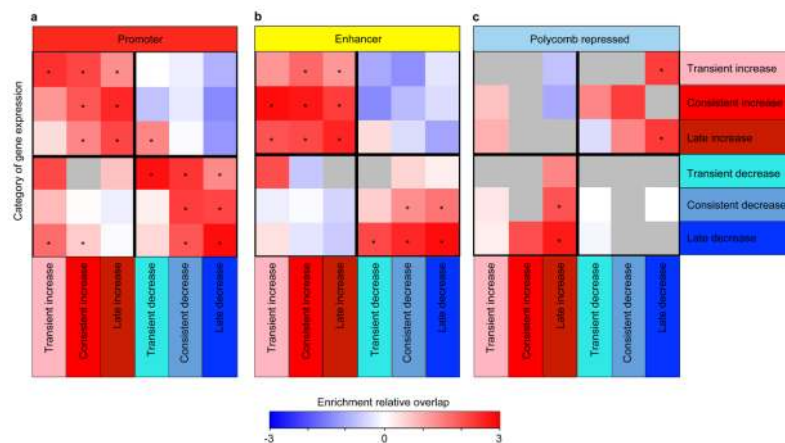 a
b
c
Promoter
Enhancer
Polycomb repressed
Category of gene expression
Transient increase
Consistent increase
Late increase
Transient decrease
Consistent decrease
Late decrease
Transient increase
Consistent increase
Late increase
Transient decrease
Consistent decrease
Late decrease
Transient increase
Consistent increase
Late increase
Transient decrease
Consistent decrease
Late decrease
Transient increase
Consistent increase
Late increase
Transient decrease
Consistent decrease
Late decrease
Enrichment relative overlap
-3
0
3